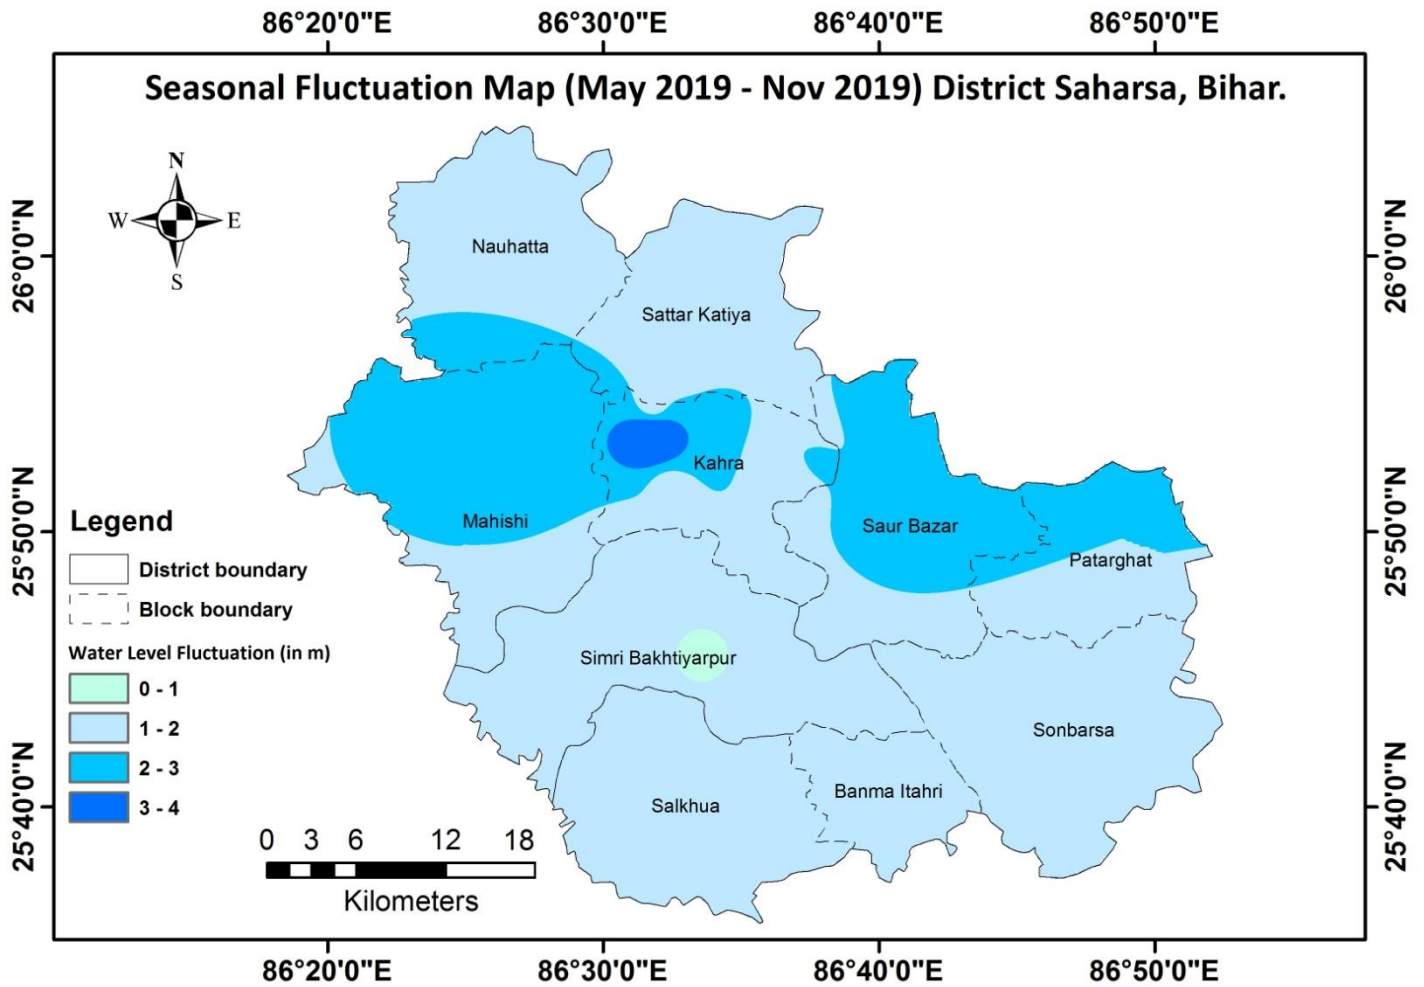 86°20'0"E 86°30'0"E 86°40'0"E 86°50'0"E
Seasonal Fluctuation Map (May 2019 - Nov 2019) District Saharsa, Bihar.
N
W E
S
26°0'0"N
26°0'0"N
Nauhatta
Sattar Katiya
Kahra
Mahishi
Saur Bazar
Patarghat
25°50'0"N
25°50'0"N
Simri Bakhtiyarpur
Sonbarsa
Banma Itahri
Salkhua
25°40'0"N
25°40'0"N
Legend
District boundary
Block boundary
Water Level Fluctuation (in m)
0 - 1
1 - 2
2 - 3
3 - 4
0 3 6 12 18
Kilometers
86°20'0"E 86°30'0"E 86°40'0"E 86°50'0"E